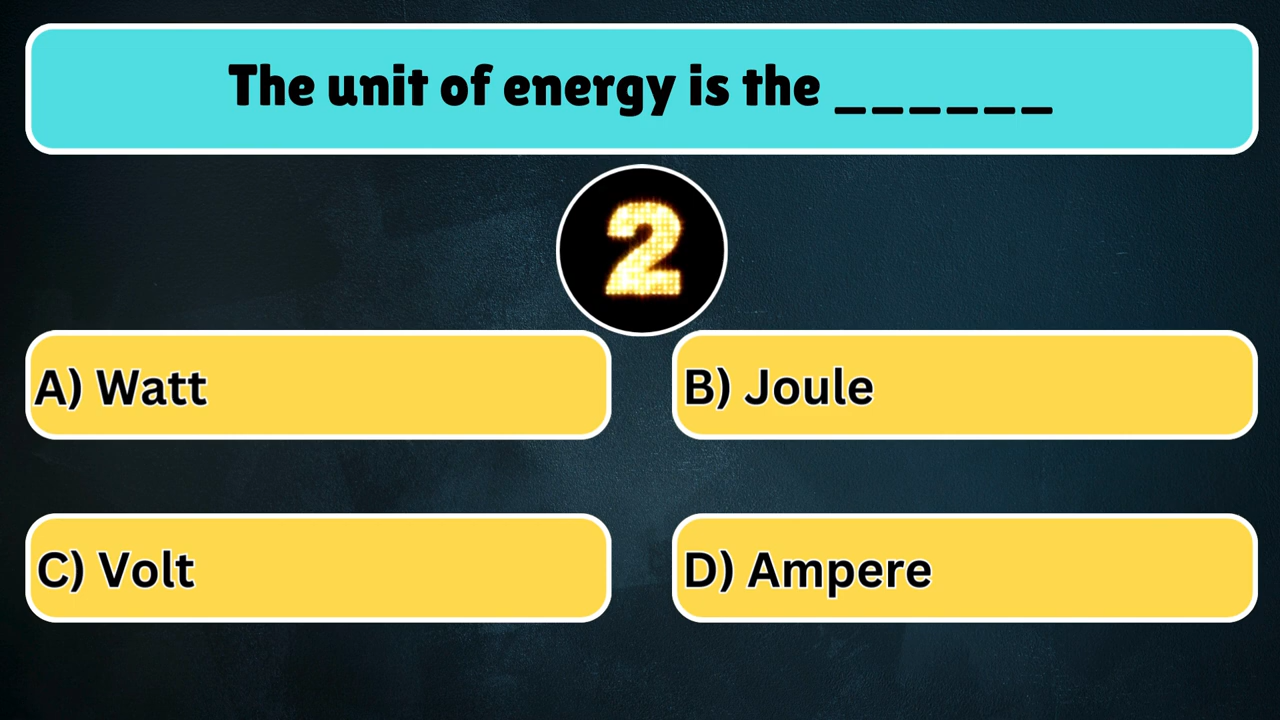 The unit of energy is the ______
2
A) Watt
B) Joule
C) Volt
D) Ampere